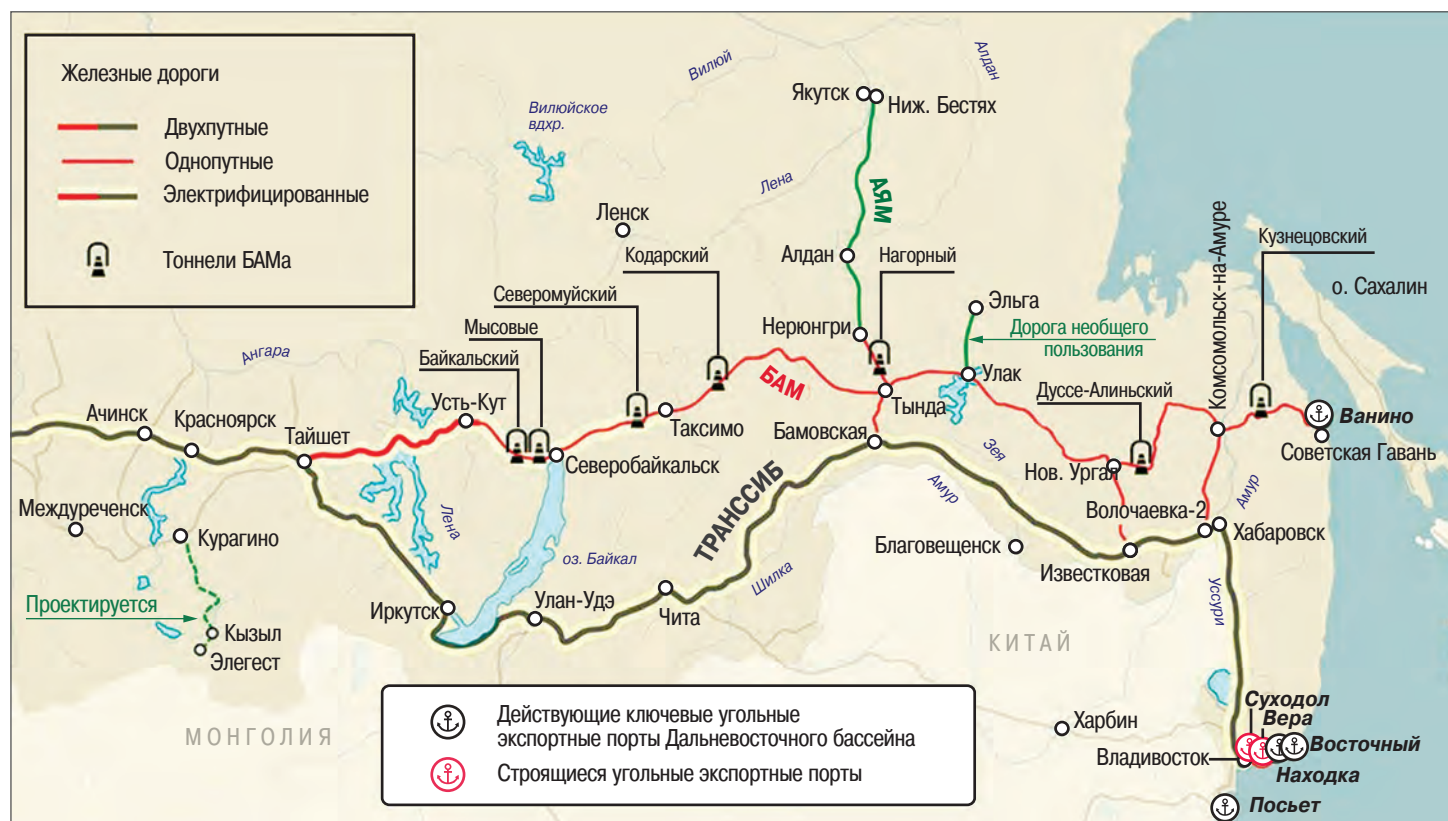 Железные дороги
Двухпутные
Однопутные
Электрифицированные
Тоннели БАМа
Вилюй
Алдан
Вилюйское
вдхр.
Якутск
Ниж. Бестях
Лена
АЯМ
Ленск
Кодарский
Алдан
Нагорный
Комсомольск-на-Амуре
Кузнецовский
о. Сахалин
Северомуйский
Эльга
Мысовые
Нерюнгри
Дорога необщего
пользования
Ангара
Байкальский
БАМ
Улак
Дуссе-Алиньский
Ачинск
Красноярск
Усть-Кут
Тайшет
Таксимо
Тында
Ванино
Советская Гавань
Северобайкальск
Бамовская
Зея
Нов. Ургал
Междуреченск
Курагино
Лена
ТРАНССИБ
Амур
Амур
Волочаевка-2
Хабаровск
оз. Байкал
Благовещенск
Известковая
Шилка
Уссури
Проектируется
Иркутск
Улан-Удэ
Чита
Кызыл
Элегест
КИТАЙ
МОНГОЛИЯ
Действующие ключевые угольные
экспортные порты Дальневосточного бассейна
Строящиеся угольные экспортные порты
Харбин
Суходол
Вера
Владивосток
Восточный
Находка
Посьет